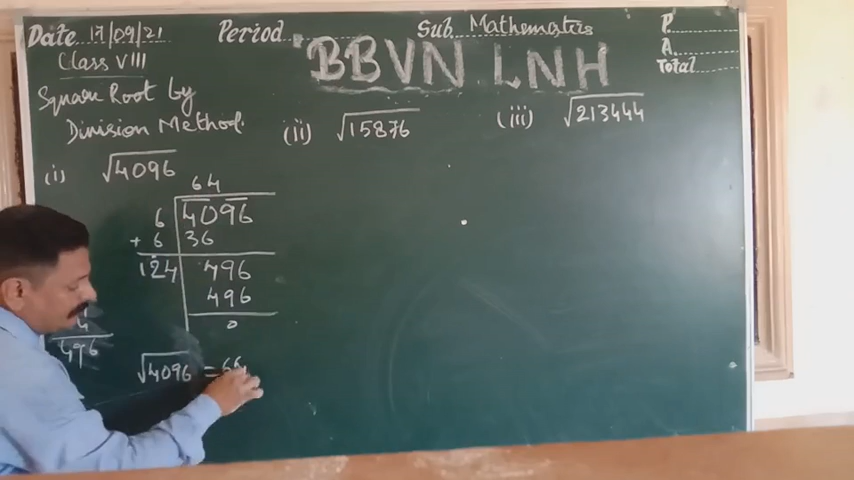 Date 17/09/21 Period Sub. Mathematics P.
Class VIII BBVN LNH A.
Total
Square Root by
Division Method.
(i) √4096 (ii) √15876 (iii) √213444
64
6 4096
+ 6 36
124 496
496
0
4
496
√4096 =